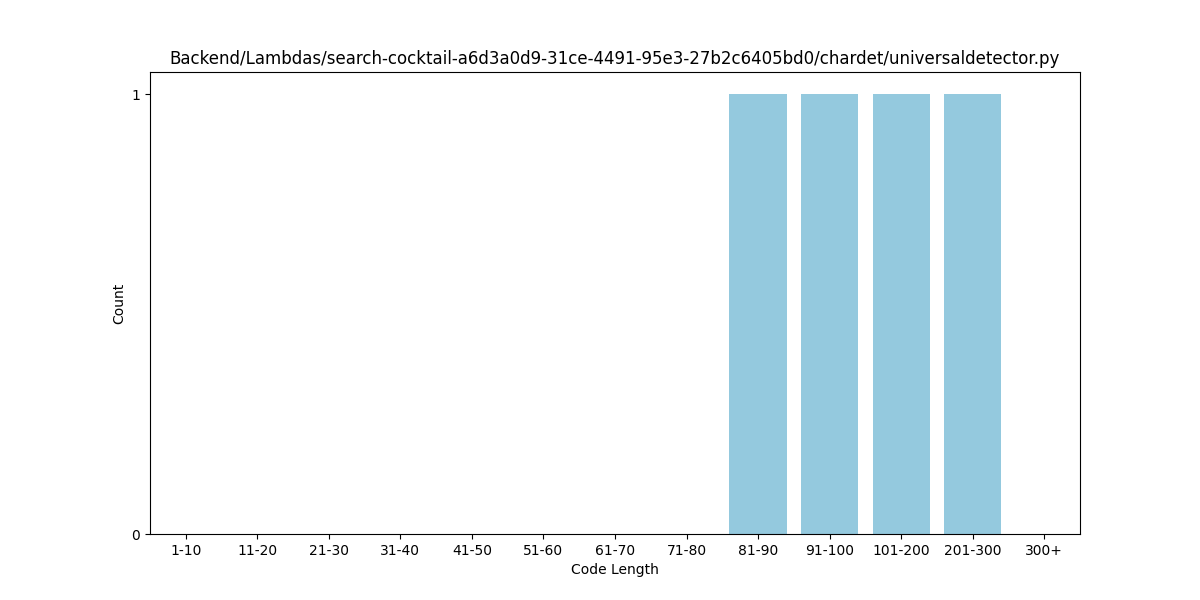 Backend/Lambdas/search-cocktail-a6d3a0d9-31ce-4491-95e3-27b2c6405bd0/chardet/universaldetector.py
1
Count
0
1-10 11-20 21-30 31-40 41-50 51-60 61-70 71-80 81-90 91-100 101-200 201-300 300+
Code Length